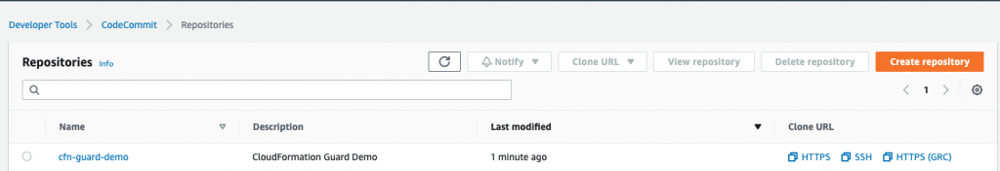 Developer Tools > CodeCommit > Repositories
Repositories Info Notify Clone URL View repository Delete repository Create repository
1
Name Description Last modified Clone URL
cfn-guard-demo CloudFormation Guard Demo 1 minute ago HTTPS SSH HTTPS (GRC)